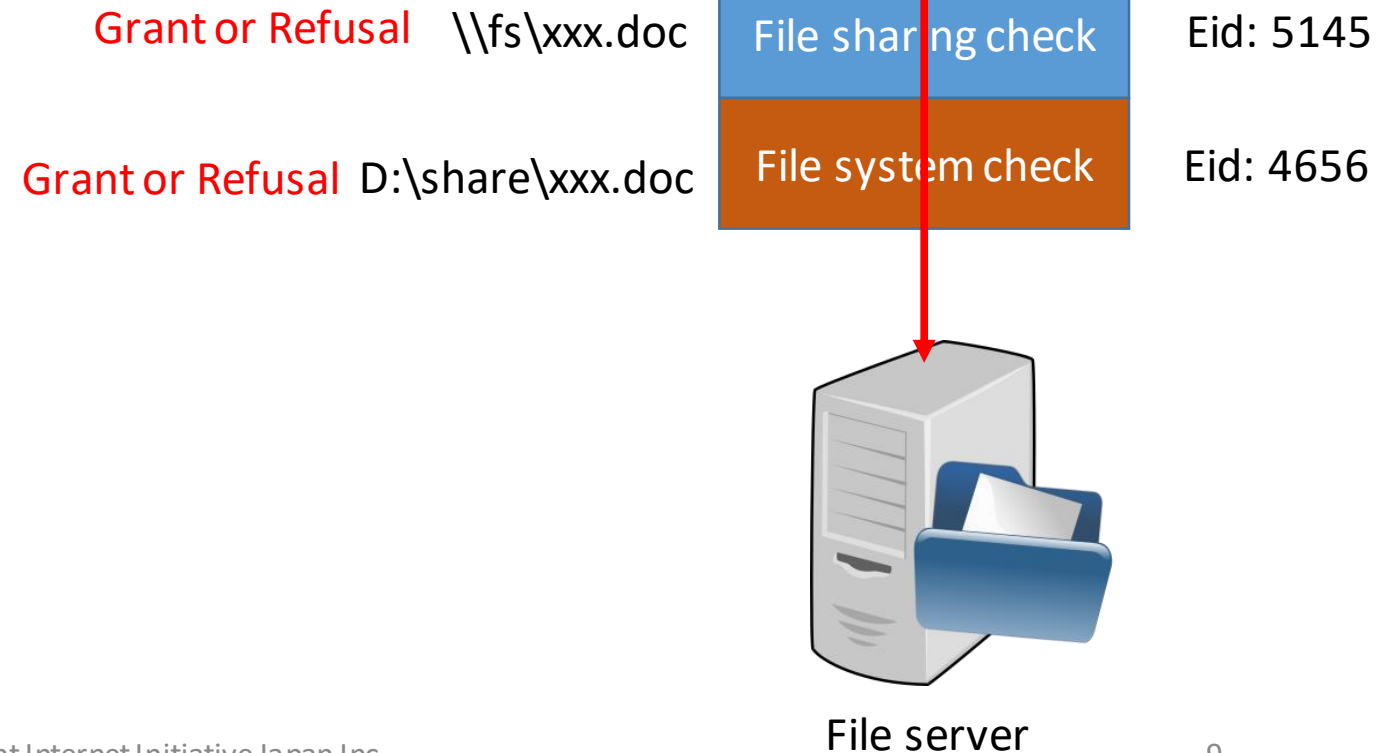 Grant or Refusal \\fs\xxx.doc File sharing check Eid: 5145
Grant or Refusal D:\share\xxx.doc File system check Eid: 4656
File server
Internet Initiative Japan Inc.